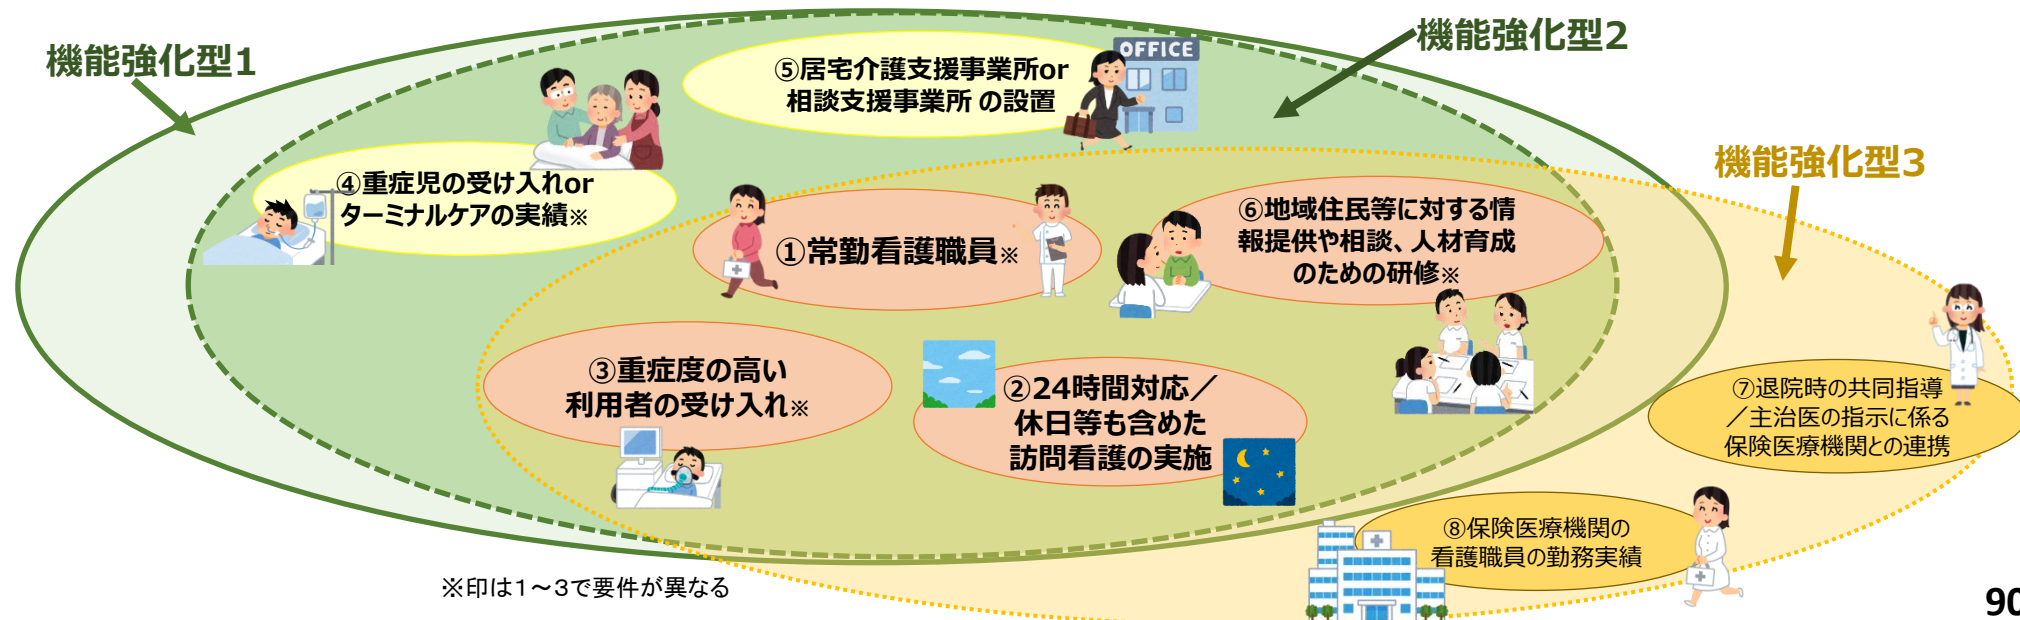 機能強化型1
機能強化型2
機能強化型3
OFFICE
⑤居宅介護支援事業所or
相談支援事業所 の設置
④重症児の受け入れor
ターミナルケアの実績※
①常勤看護職員※
⑥地域住民等に対する情
報提供や相談、人材育成
のための研修※
③重症度の高い
利用者の受け入れ※
②24時間対応／
休日等も含めた
訪問看護の実施
⑦退院時の共同指導
／主治医の指示に係る
保険医療機関との連携
⑧保険医療機関の
看護職員の勤務実績
※印は1～3で要件が異なる
90